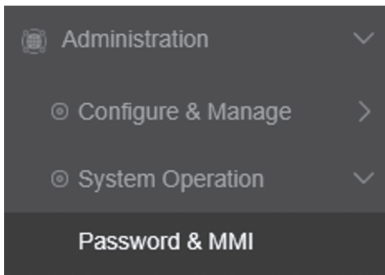 Administration
Configure & Manage
System Operation
Password & MMI